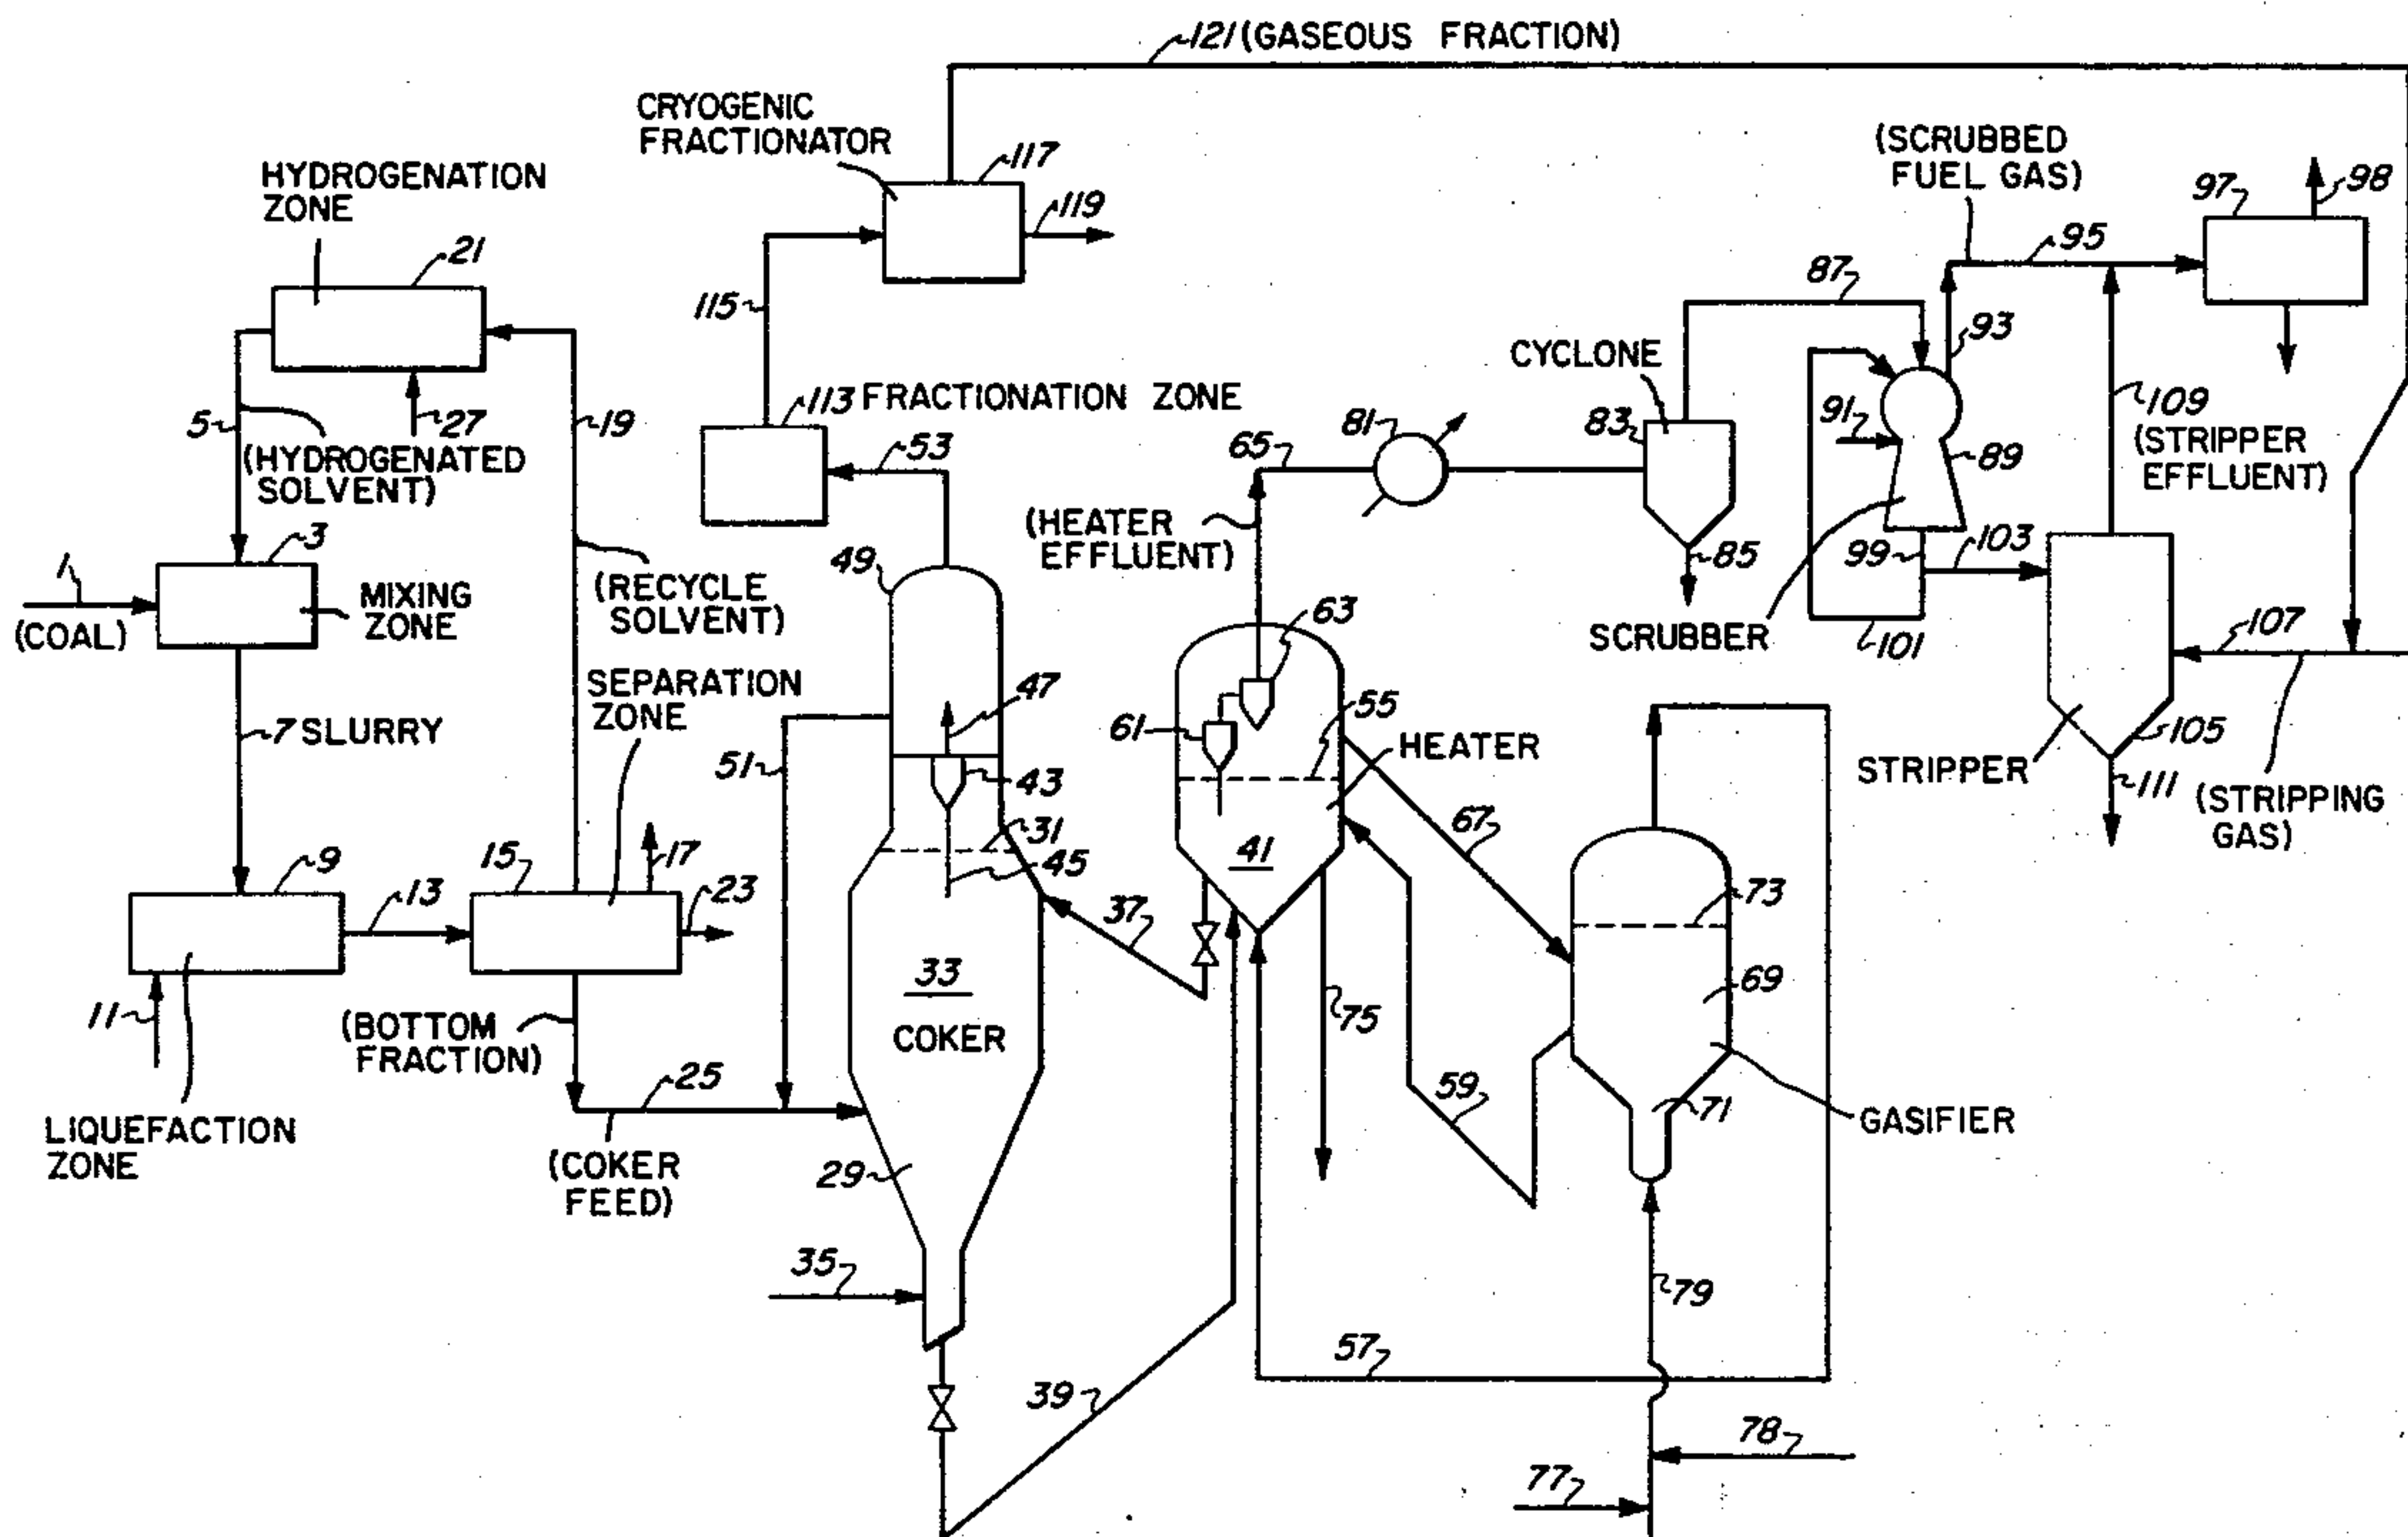 121 (GASEOUS FRACTION)
CRYOGENIC
FRACTIONATOR
117
119
115
HYDROGENATION
ZONE
21
5
27
19
(HYDROGENATED
SOLVENT)
1
(COAL)
3
MIXING
ZONE
(RECYCLE
SOLVENT)
7 SLURRY
SEPARATION
ZONE
9
13
15
17
23
11
LIQUEFACTION
ZONE
(BOTTOM
FRACTION)
25
(COKER
FEED)
113 FRACTIONATION ZONE
53
49
47
43
51
31
45
33
COKER
29
35
37
39
(HEATER
EFFLUENT)
65
81
63
61
55
HEATER
41
67
75
59
57
73
69
71
GASIFIER
79
78
77
CYCLONE
83
85
87
(SCRUBBED
FUEL GAS)
97
98
95
93
91
89
109
(STRIPPER
EFFLUENT)
99
103
SCRUBBER
101
107
105
STRIPPER
111
(STRIPPING
GAS)